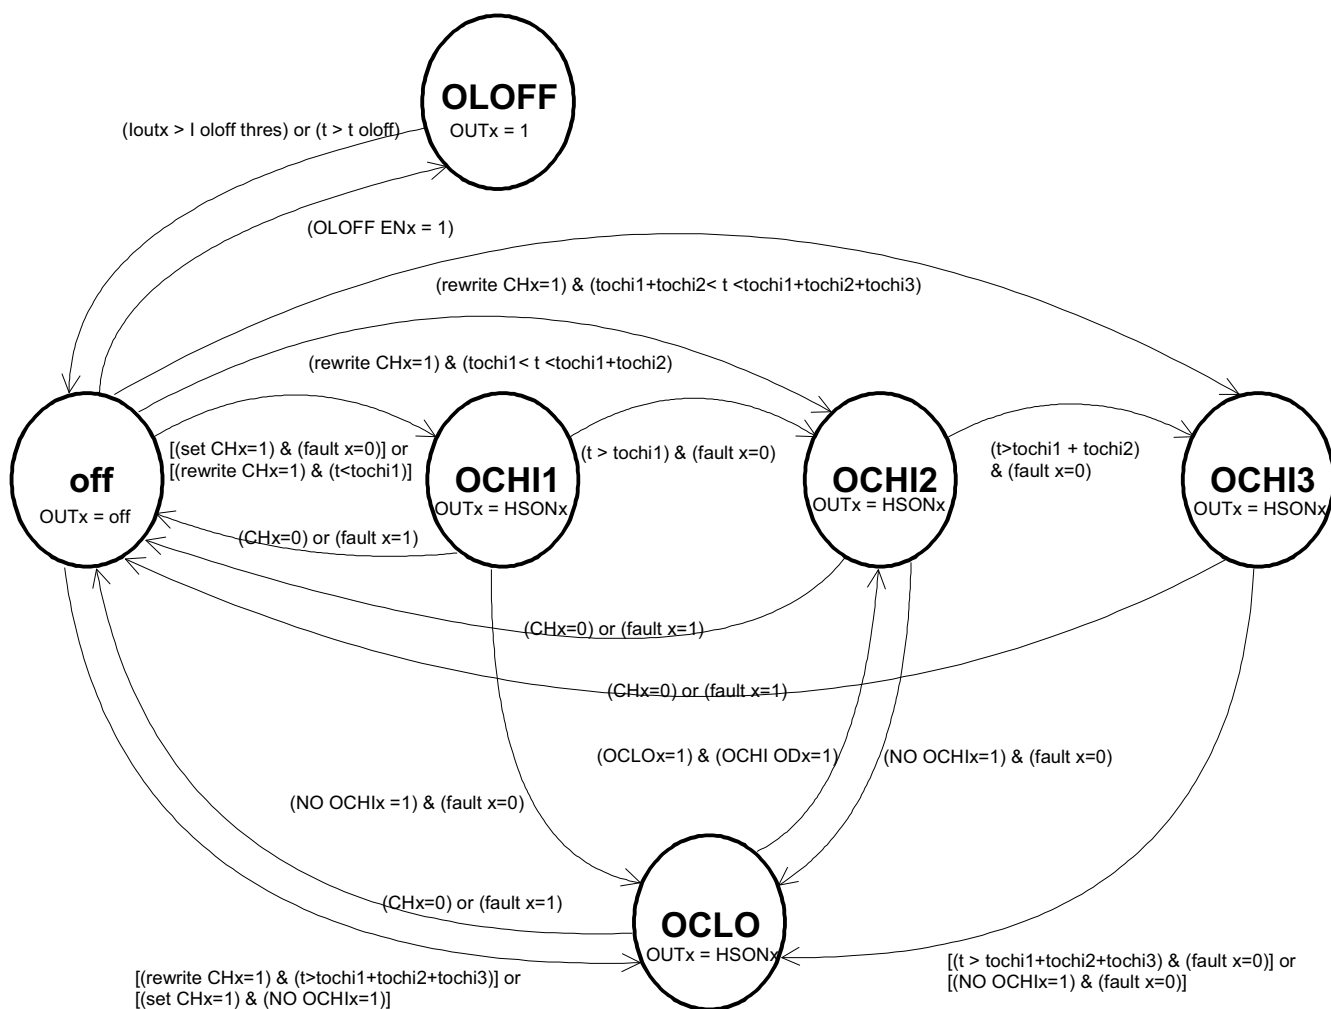 OLOFF
OUTx = 1
(Ioutx > I oloff thres) or (t > t oloff)
(OLOFF ENx = 1)
(rewrite CHx=1) & (tochi1+tochi2< t <tochi1+tochi2+tochi3)
(rewrite CHx=1) & (tochi1< t <tochi1+tochi2)
[(set CHx=1) & (fault x=0)] or
[(rewrite CHx=1) & (t<tochi1)]
(t > tochi1) & (fault x=0)
(t>tochi1 + tochi2)
& (fault x=0)
off
OUTx = off
OCHI1
OUTx = HSONx
OCHI2
OUTx = HSONx
OCHI3
OUTx = HSONx
(CHx=0) or (fault x=1)
(CHx=0) or (fault x=1)
(CHx=0) or (fault x=1)
(OCLOx=1) & (OCHI ODx=1)
(NO OCHIx=1) & (fault x=0)
(NO OCHIx =1) & (fault x=0)
(CHx=0) or (fault x=1)
OCLO
OUTx = HSONx
[(rewrite CHx=1) & (t>tochi1+tochi2+tochi3)] or
[(set CHx=1) & (NO OCHIx=1)]
[(t > tochi1+tochi2+tochi3) & (fault x=0)] or
[(NO OCHIx=1) & (fault x=0)]